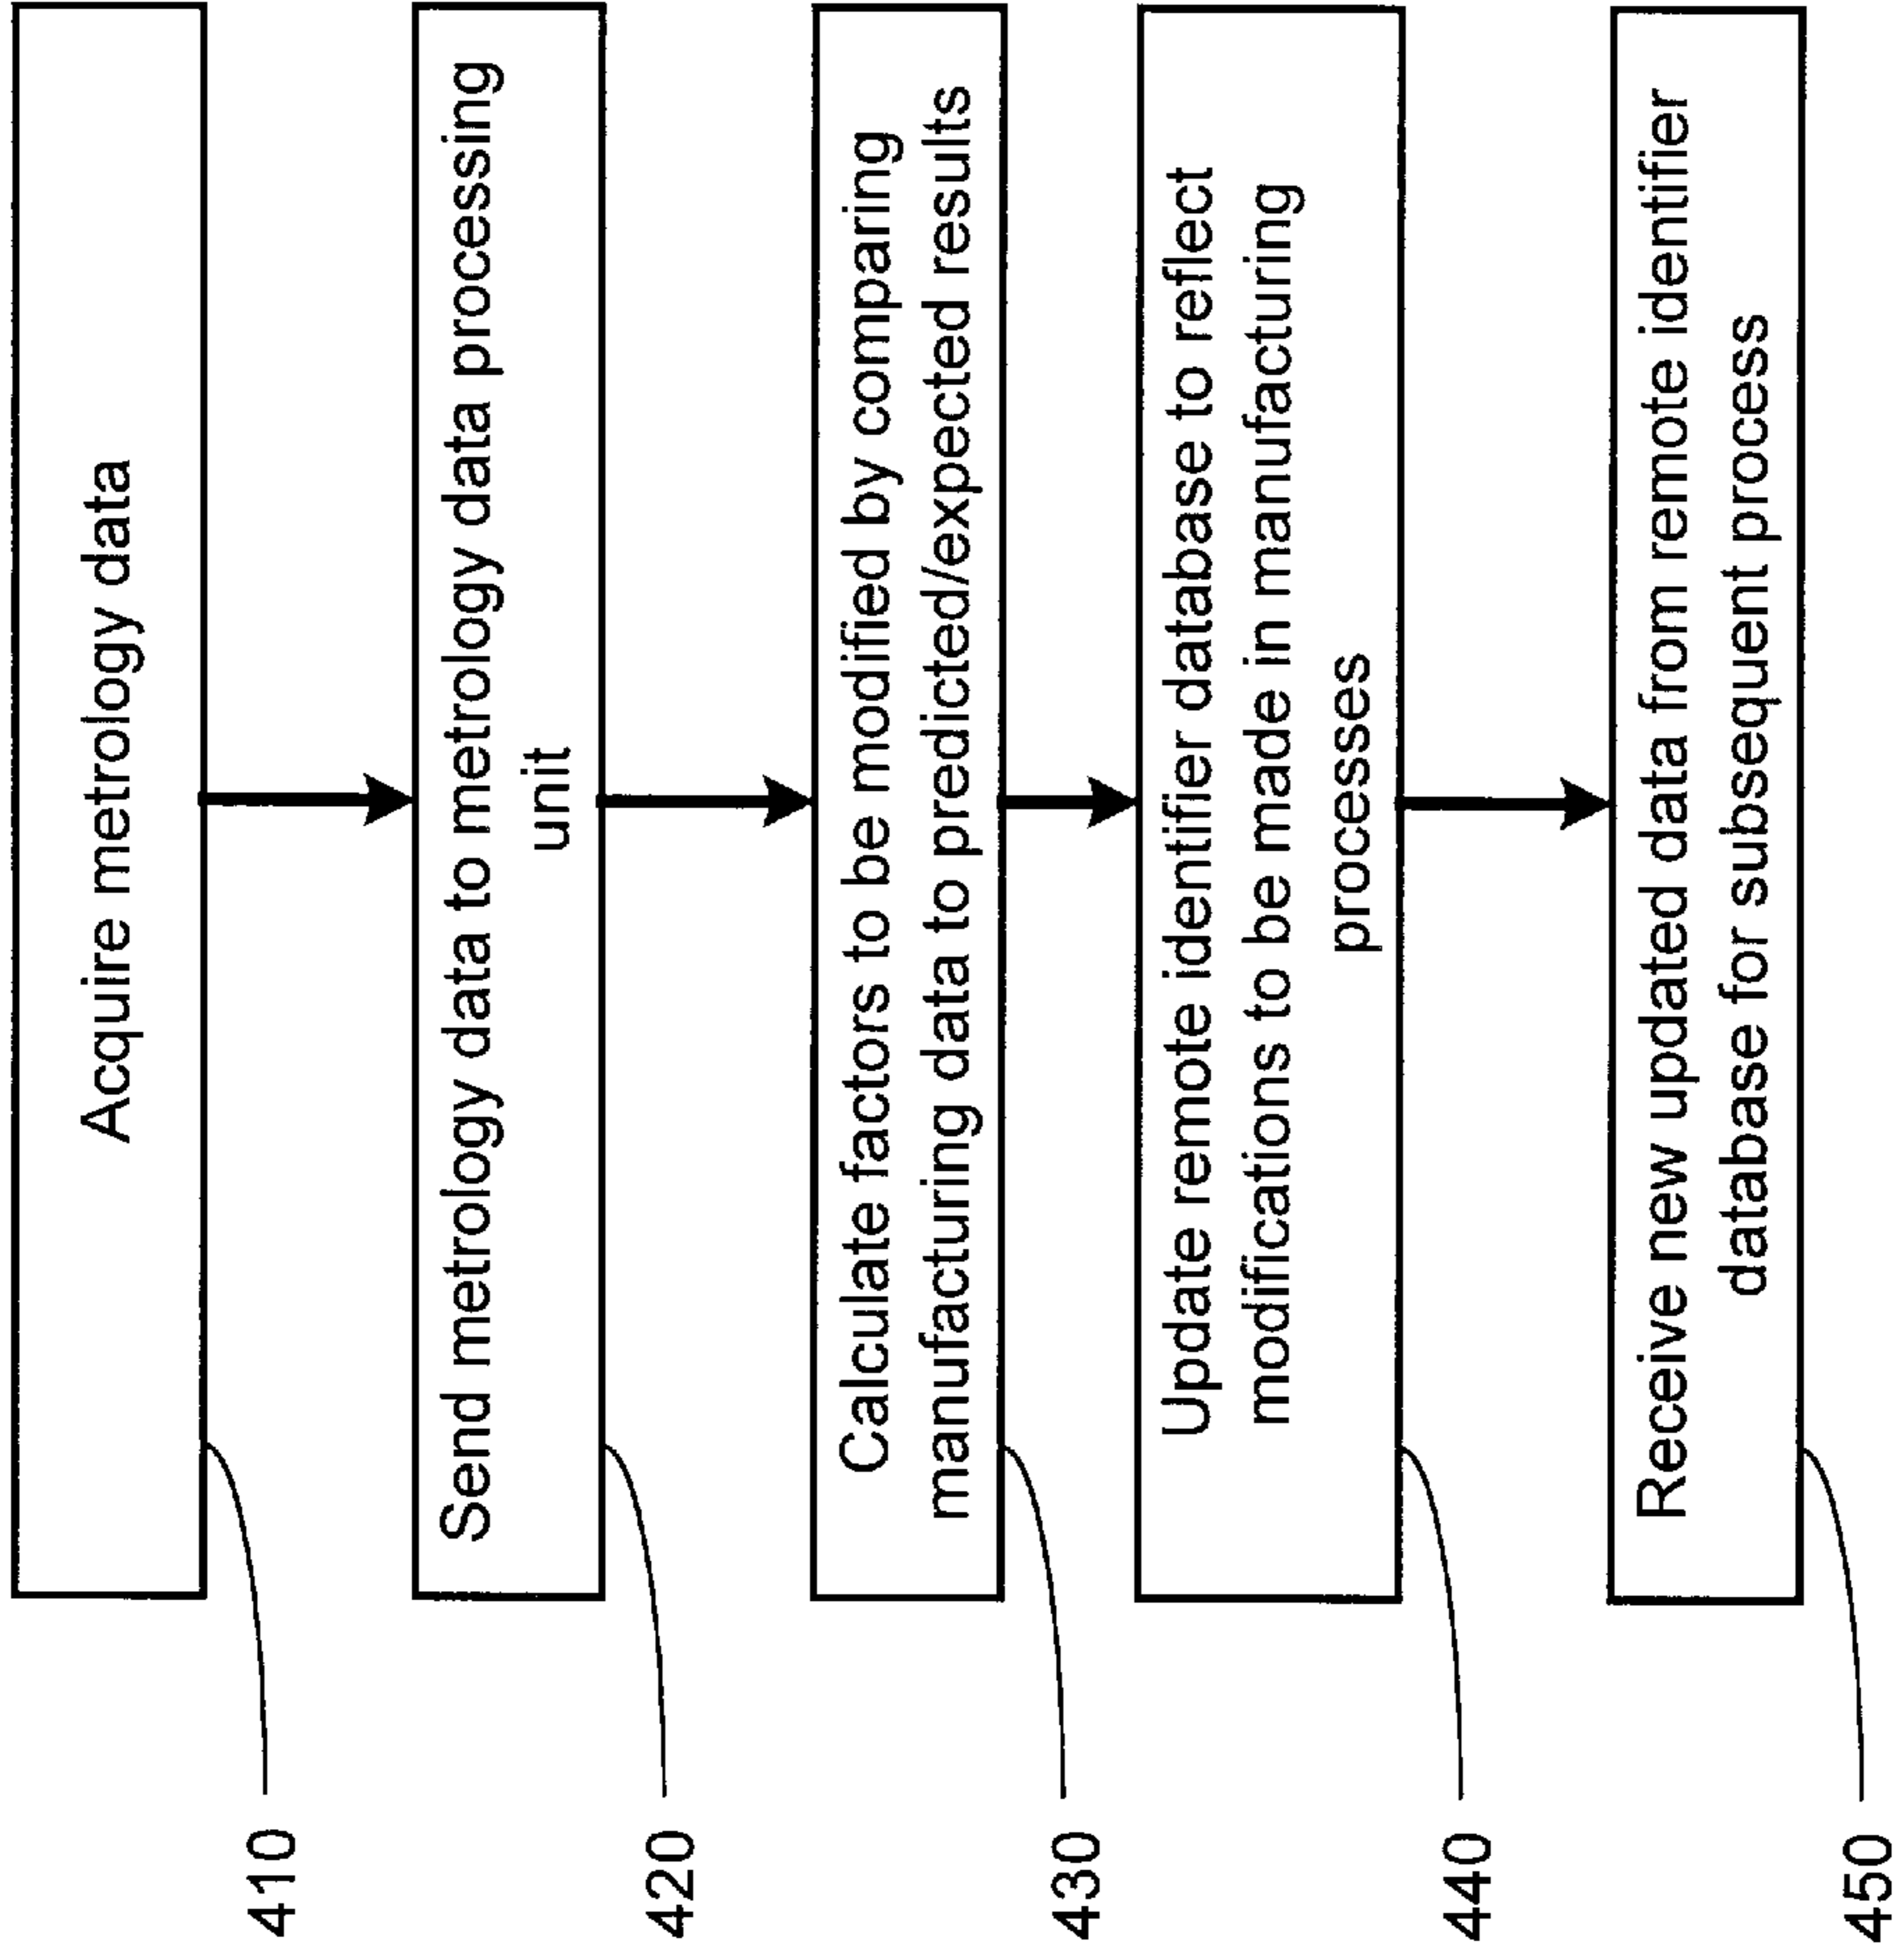 Acquire metrology data
410
Send metrology data to metrology data processing
unit
420
Calculate factors to be modified by comparing
manufacturing data to predicted/expected results
430
Update remote identifier database to reflect
modifications to be made in manufacturing
processes
440
Receive new updated data from remote identifier
database for subsequent process
450